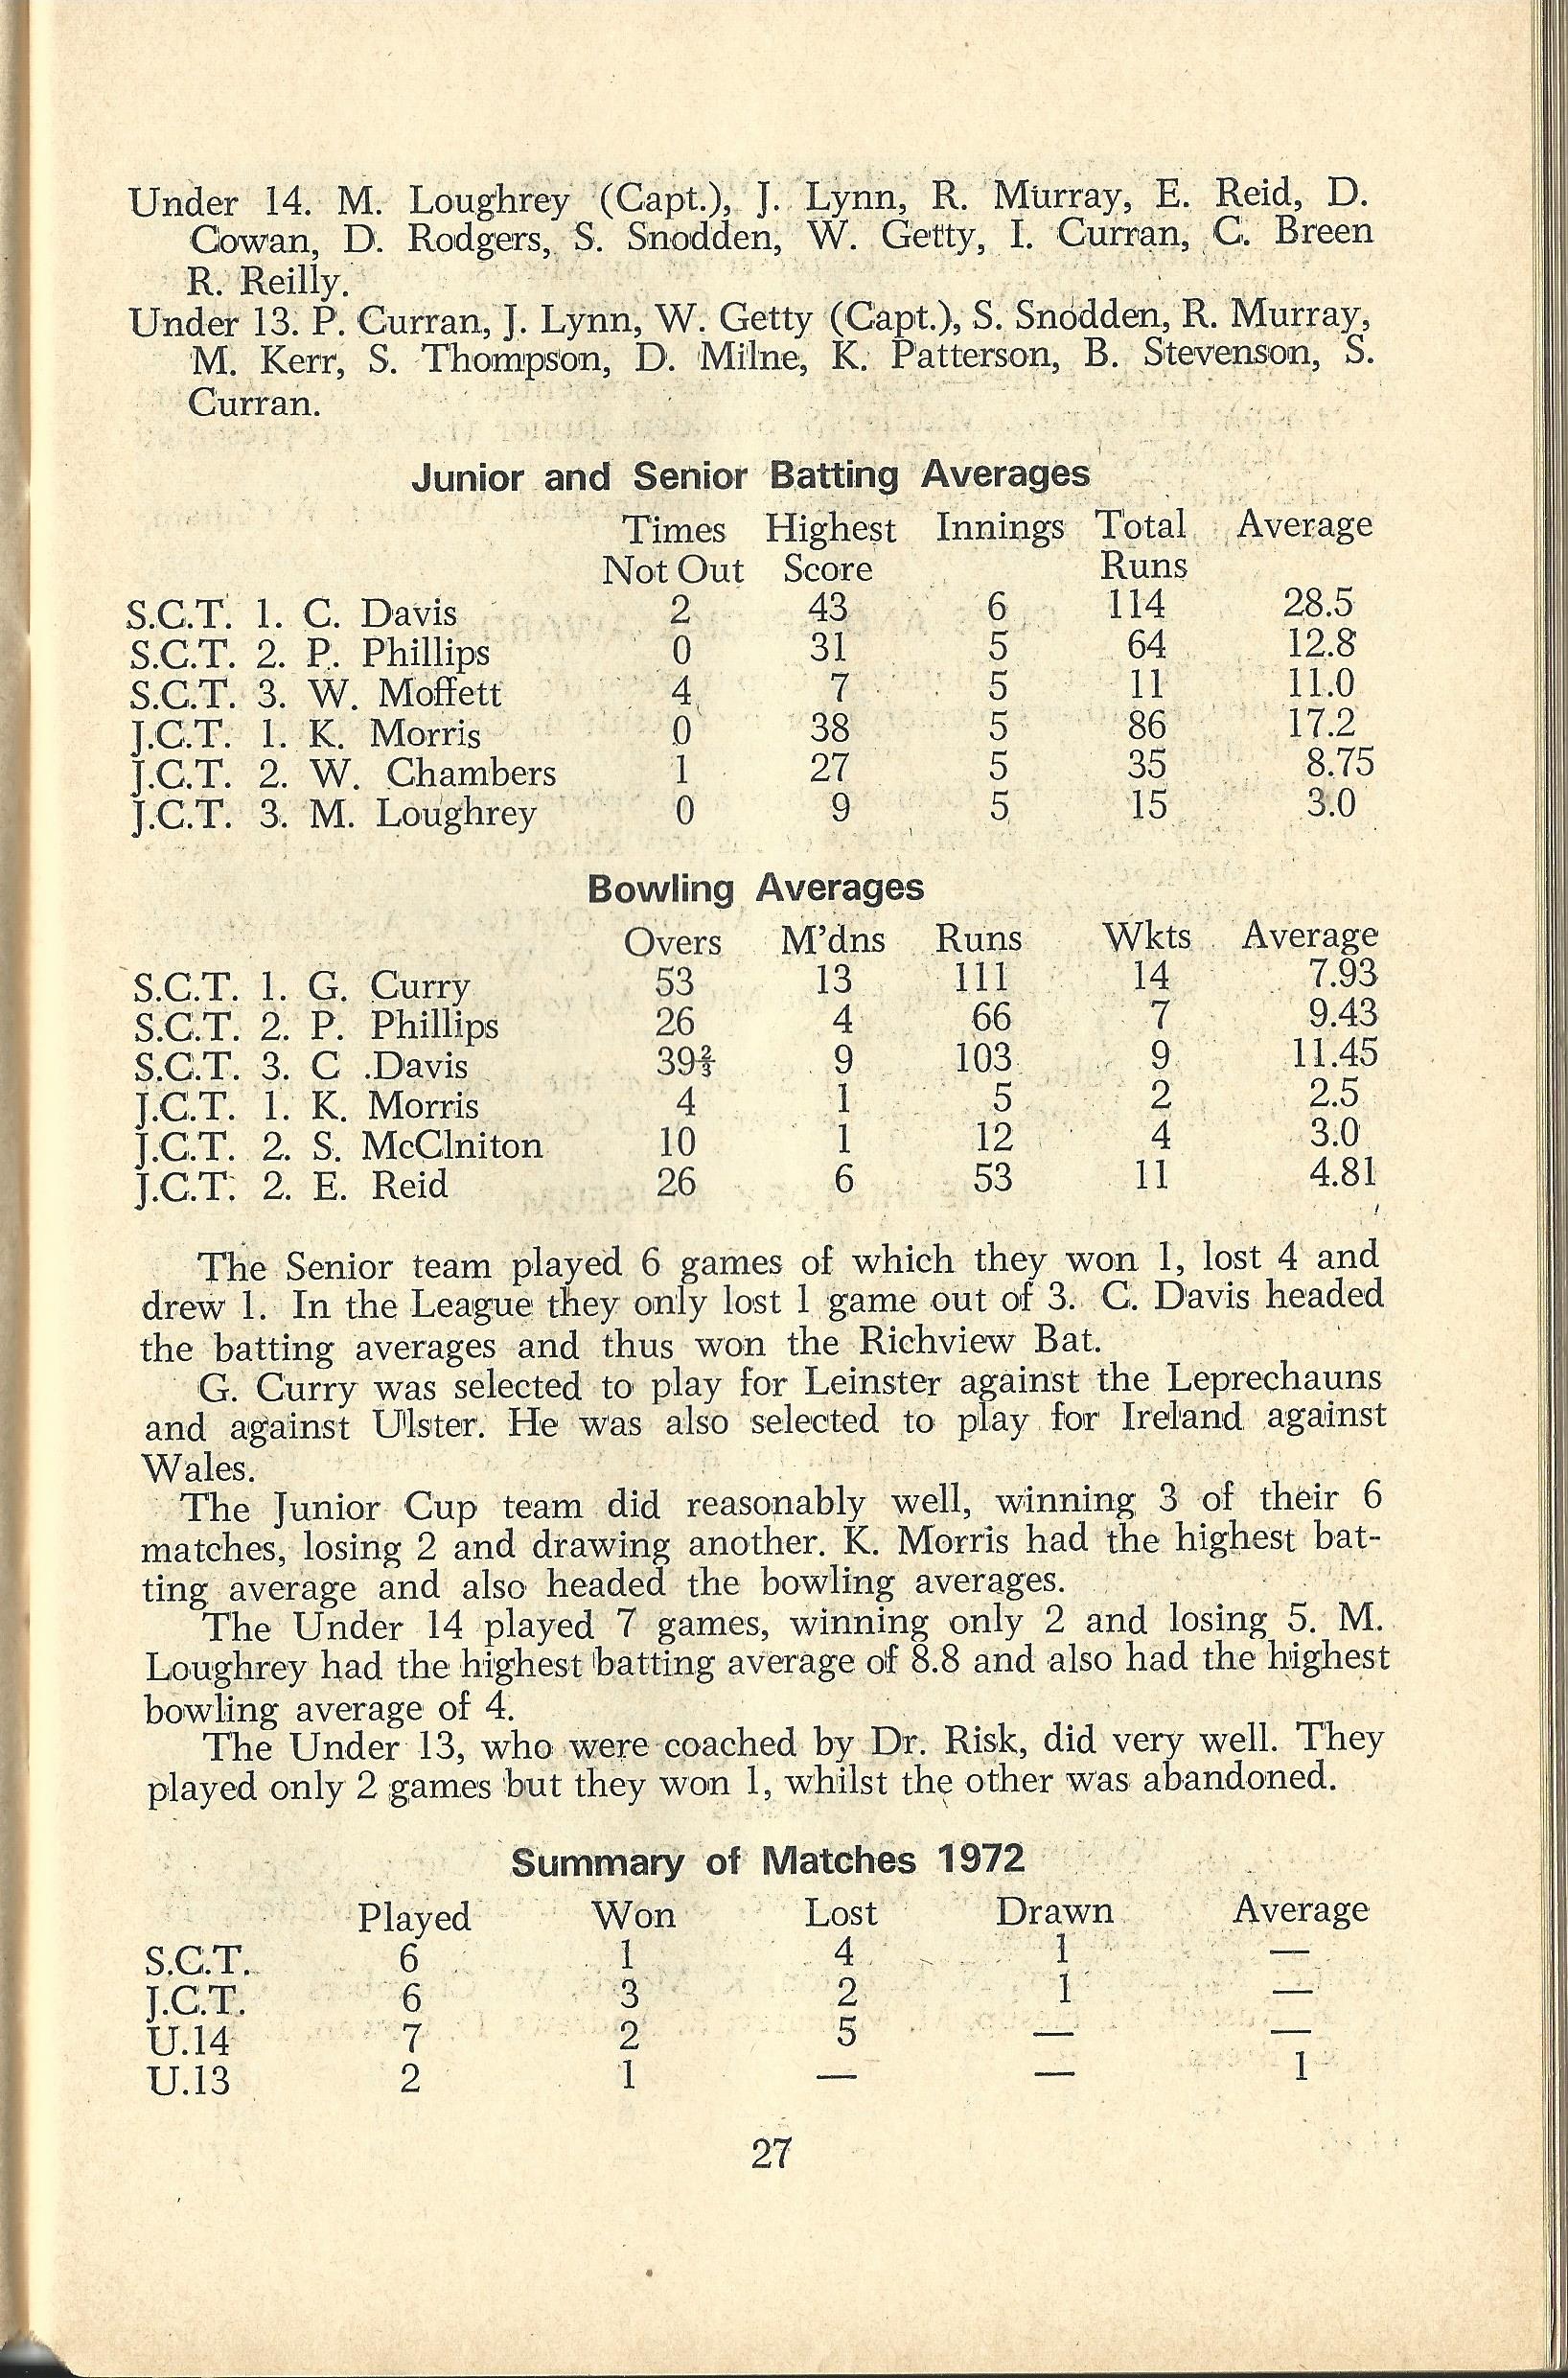 Under 14. M. Loughrey (Capt.), J. Lynn, R. Murray, E. Reid, D.
Cowan, D. Rodgers, S. Snodden, W. Getty, I. Curran, C. Breen
R. Reilly.
Under 13. P. Curran, J. Lynn, W. Getty (Capt.), S. Snodden, R. Murray,
M. Kerr, S. Thompson, D. Milne, K. Patterson, B. Stevenson, S.
Curran.
Junior and Senior Batting Averages
Times Highest Innings Total Average
Not Out Score Runs
S.C.T. 1. C. Davis 2 43 6 114 28.5
S.C.T. 2. P. Phillips 0 31 5 64 12.8
S.C.T. 3. W. Moffett 4 7 5 11 11.0
J.C.T. 1. K. Morris 0 38 5 86 17.2
J.C.T. 2. W. Chambers 1 27 5 35 8.75
J.C.T. 3. M. Loughrey 0 9 5 15 3.0
Bowling Averages
Overs M'dns Runs Wkts Average
S.C.T. 1. G. Curry 53 13 111 14 7.93
S.C.T. 2. P. Phillips 26 4 66 7 9.43
S.C.T. 3. C .Davis 39⅔ 9 103 9 11.45
J.C.T. 1. K. Morris 4 1 5 2 2.5
J.C.T. 2. S. McClniton 10 1 12 4 3.0
J.C.T. 2. E. Reid 26 6 53 11 4.81
The Senior team played 6 games of which they won 1, lost 4 and
drew 1. In the League they only lost 1 game out of 3. C. Davis headed
the batting averages and thus won the Richview Bat.
G. Curry was selected to play for Leinster against the Leprechauns
and against Ulster. He was also selected to play for Ireland against
Wales.
The Junior Cup team did reasonably well, winning 3 of their 6
matches, losing 2 and drawing another. K. Morris had the highest bat-
ting average and also headed the bowling averages.
The Under 14 played 7 games, winning only 2 and losing 5. M.
Loughrey had the highest batting average of 8.8 and also had the highest
bowling average of 4.
The Under 13, who were coached by Dr. Risk, did very well. They
played only 2 games but they won 1, whilst the other was abandoned.
Summary of Matches 1972
Played Won Lost Drawn Average
S.C.T. 6 1 4 1 —
J.C.T. 6 3 2 1 —
U.14 7 2 5 — —
U.13 2 1 — — 1
27